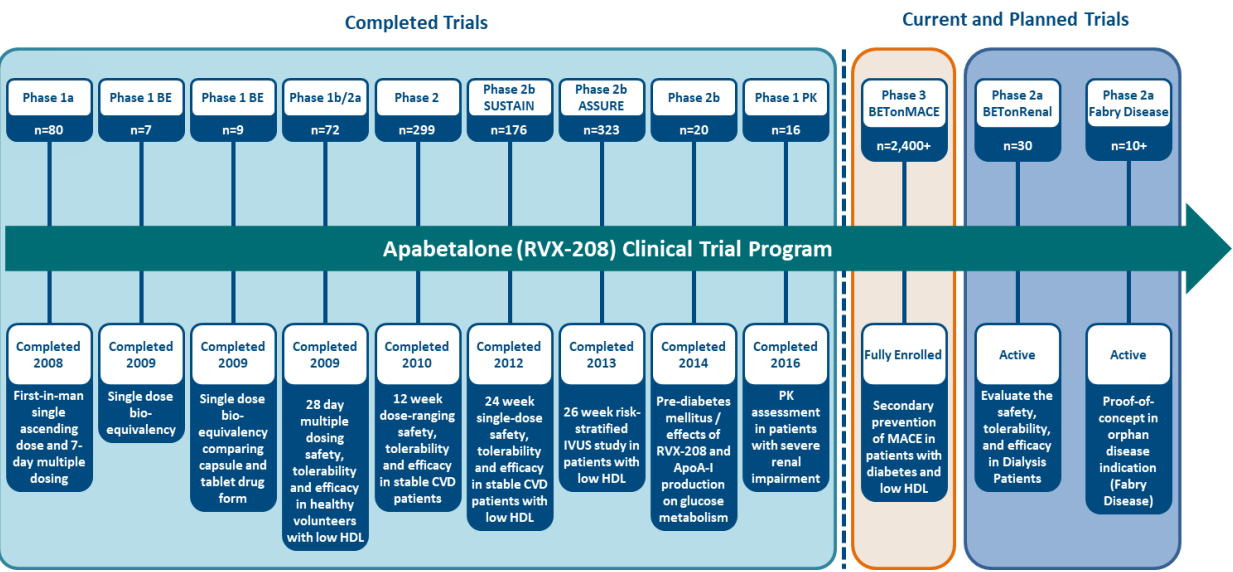 Completed Trials
Current and Planned Trials
Phase 1a
n=80
Phase 1 BE
n=7
Phase 1 BE
n=9
Phase 1b/2a
n=72
Phase 2
n=299
Phase 2b
SUSTAIN
n=176
Phase 2b
ASSURE
n=323
Phase 2b
n=20
Phase 1 PK
n=16
Phase 3
BETonMACE
n=2,400+
Phase 2a
BETonRenal
n=30
Phase 2a
Fabry Disease
n=10+
Apabetalone (RVX-208) Clinical Trial Program
Completed
2008
First-in-man
single
ascending
dose and 7-
day multiple
dosing
Completed
2009
Single dose
bio-
equivalency
Completed
2009
Single dose
bio-
equivalency
comparing
capsule and
tablet drug
form
Completed
2009
28 day
multiple
dosing
safety,
tolerability
and efficacy
in healthy
volunteers
with low HDL
Completed
2010
12 week
dose-ranging
safety,
tolerability
and efficacy
in stable CVD
patients
Completed
2012
24 week
single-dose
safety,
tolerability
and efficacy
in stable CVD
patients with
low HDL
Completed
2013
26 week risk-
stratified
IVUS study in
patients with
low HDL
Completed
2014
Pre-diabetes
mellitus /
effects of
RVX-208 and
ApoA-I
production
on glucose
metabolism
Completed
2016
PK
assessment
in patients
with severe
renal
impairment
Fully Enrolled
Secondary
prevention
of MACE in
patients with
diabetes and
low HDL
Active
Evaluate the
safety,
tolerability,
and efficacy
in Dialysis
Patients
Active
Proof-of-
concept in
orphan
disease
indication
(Fabry
Disease)